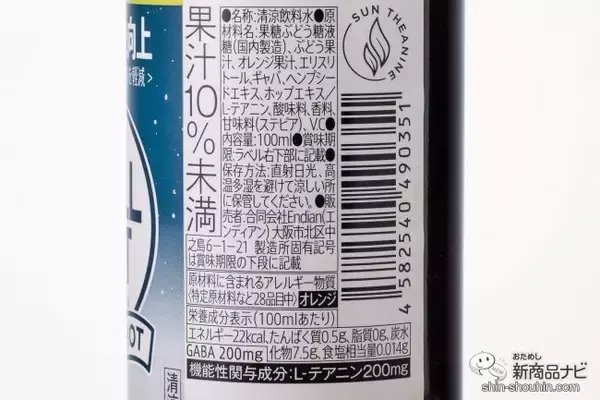 向上
軽減>
果汁10%未満
●名称:清涼飲料水●原
材料名:果糖ぶどう糖液
糖(国内製造)、ぶどう果
汁、オレンジ果汁、エリスリ
トール、ギャバ、ヘンプシー
ドエキス、ホップエキス/
L-テアニン、酸味料、香料、
甘味料(ステビア)、V.C●
内容量:100ml●賞味期
限:ラベル右下部に記載●
保存方法:直射日光、高
温多湿を避けて涼しい所
に保管してください。●販
売者:合同会社Endian(エ
ンディアン)大阪市北区中
之島6-1-21 製造所固有記号
は賞味期限の下段に記載
原材料に含まれるアレルギー物質
(特定原材料など28品目中) オレンジ
栄養成分表示(100mlあたり)
エネルギー22kcal、たんぱく質0.5g、脂質0g、炭水
化物7.5g、食塩相当量0.014g
GABA 200mg
機能性関与成分:L-テアニン200mg
SUN THEANINE
4 582540 490351
OT
清
おためし
新商品ナビ
shin-shouhin.com